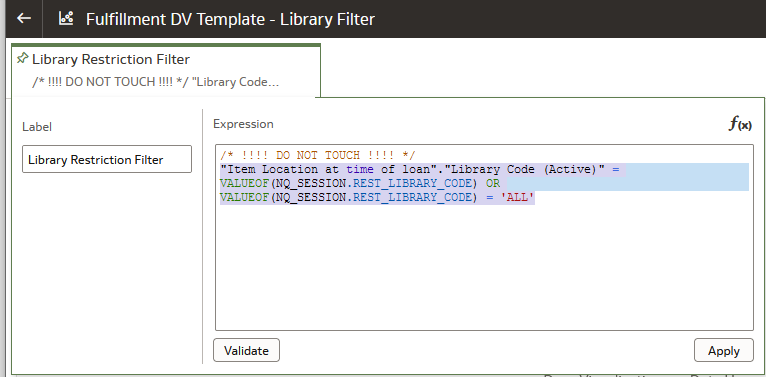 Fulfillment DV Template - Library Filter
Library Restriction Filter
/* !!!! DO NOT TOUCH !!!! */ "Library Code...
Label
Expression
f(x)
Library Restriction Filter
/* !!!! DO NOT TOUCH !!!! */
"Item Location at time of loan"."Library Code (Active)" =
VALUEOF(NQ_SESSION.REST_LIBRARY_CODE) OR
VALUEOF(NQ_SESSION.REST_LIBRARY_CODE) = 'ALL'
Validate
Apply